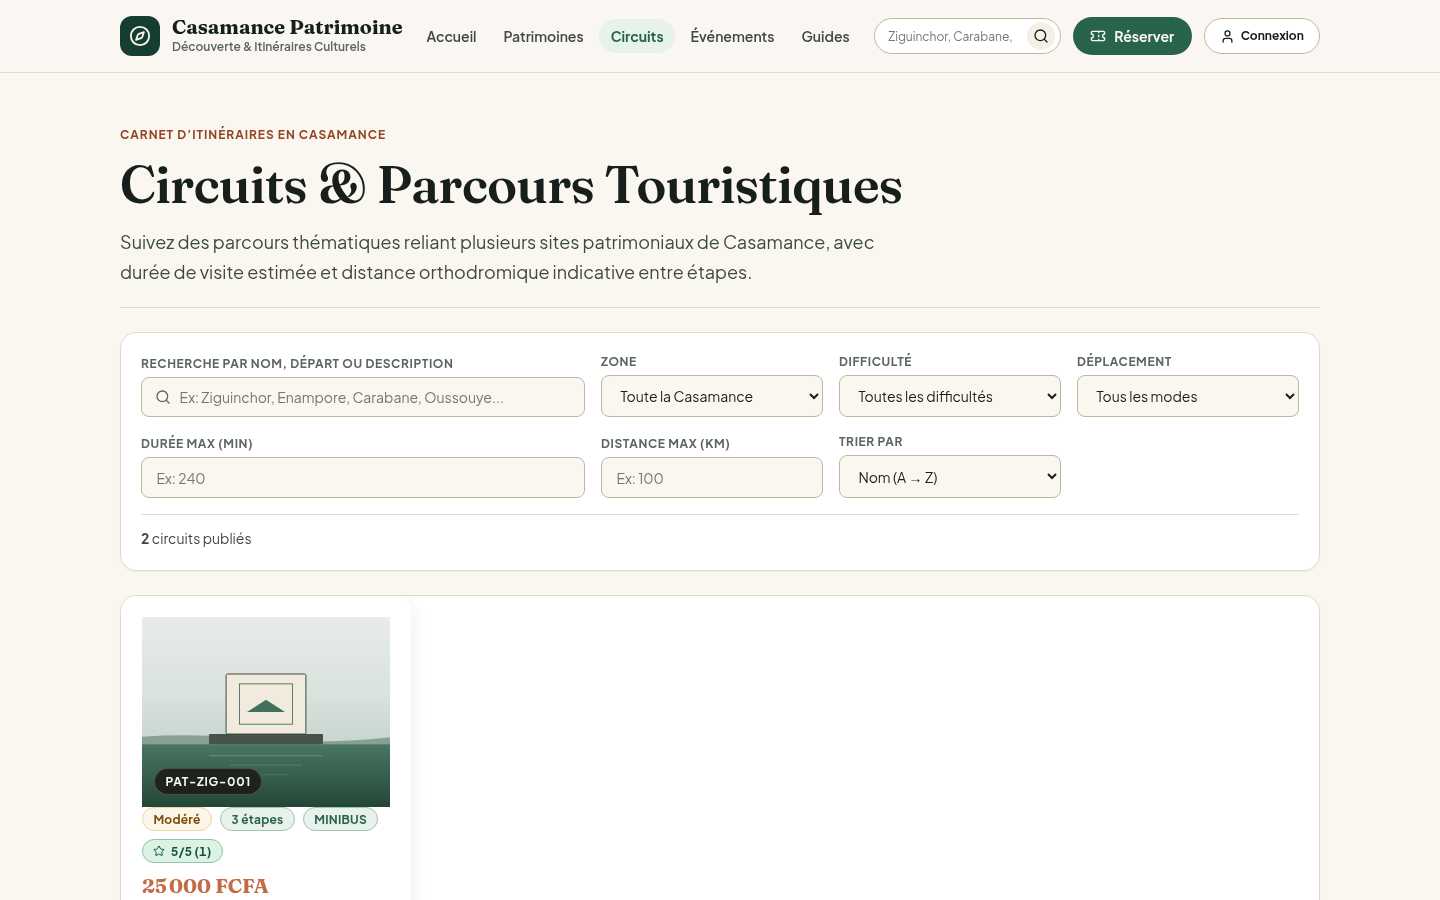 Casamance Patrimoine
Découverte & Itinéraires Culturels
Accueil
Patrimoines
Circuits
Événements
Guides
Ziguinchor, Carabane,
Réserver
Connexion
CARNET D'ITINÉRAIRES EN CASAMANCE
Circuits & Parcours Touristiques
Suivez des parcours thématiques reliant plusieurs sites patrimoniaux de Casamance, avec
durée de visite estimée et distance orthodromique indicative entre étapes.
RECHERCHE PAR NOM, DÉPART OU DESCRIPTION
Ex: Ziguinchor, Enampore, Carabane, Oussouye...
ZONE
Toute la Casamance
DIFFICULTÉ
Toutes les difficultés
DÉPLACEMENT
Tous les modes
DURÉE MAX (MIN)
Ex: 240
DISTANCE MAX (KM)
Ex: 100
TRIER PAR
Nom (A → Z)
2 circuits publiés
PAT-ZIG-001
Modéré
3 étapes
MINIBUS
5/5 (1)
25 000 FCFA